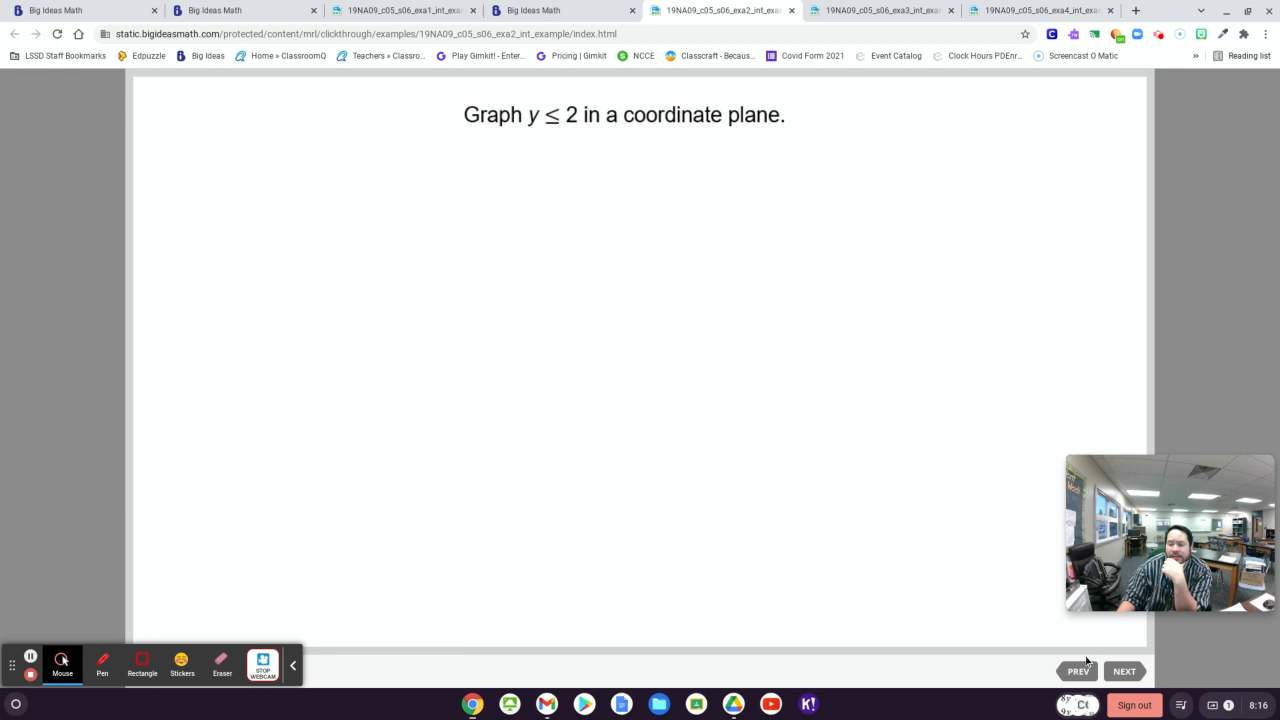 Big Ideas Math
Big Ideas Math
19NA09_c05_s06_exa1_int_exa
Big Ideas Math
19NA09_c05_s06_exa2_int_exa
19NA09_c05_s06_exa3_int_exa
19NA09_c05_s06_exa4_int_exa
static.bigideasmath.com/protected/content/mrl/clickthrough/examples/19NA09_c05_s06_exa2_int_example/index.html
LSSD Staff Bookmarks Edpuzzle Big Ideas Home » ClassroomQ Teachers » Classro... Play Gimkit! - Enter... Pricing | Gimkit NCCE Classcraft - Becaus... Covid Form 2021 Event Catalog Clock Hours PDEnr... Screencast O Matic » Reading list
Graph y ≤ 2 in a coordinate plane.
Mouse Pen Rectangle Stickers Eraser STOP
WEBCAM
PREV NEXT
K!
Sign out
1
8:16